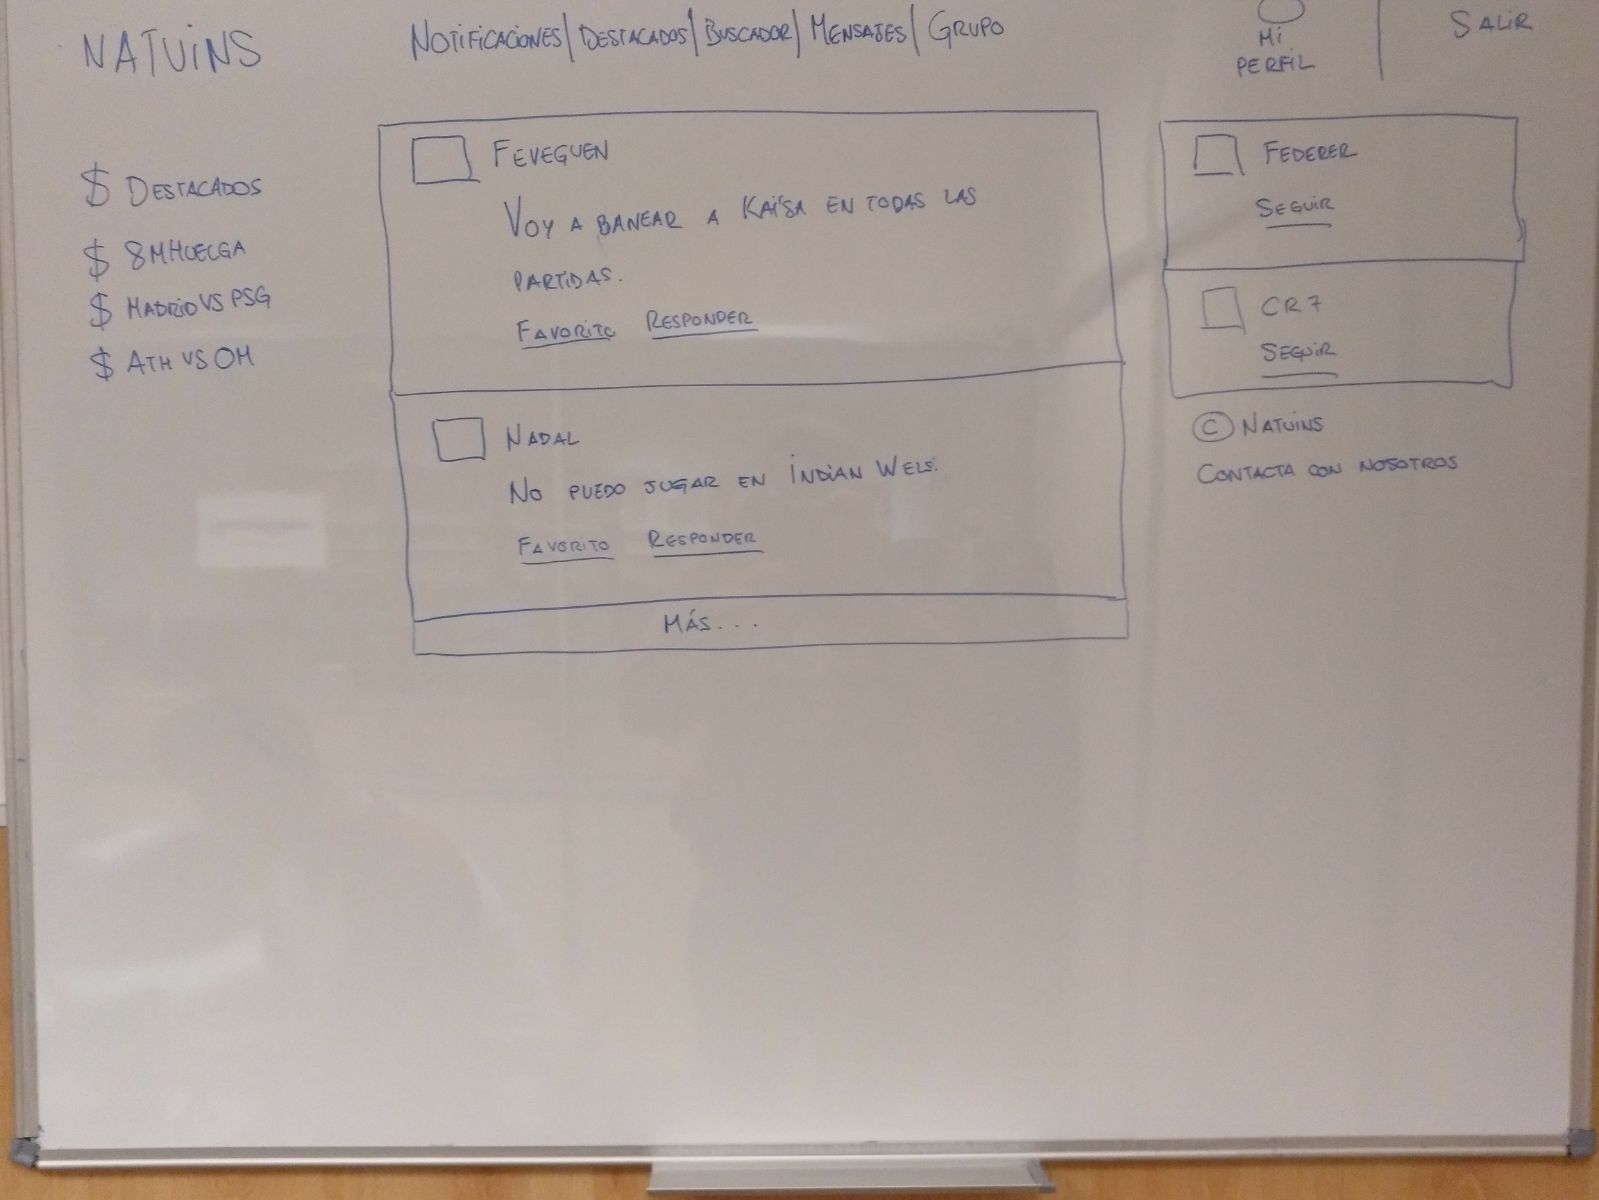 NATUINS
NOTIFICACIONES | DESTACADOS | BUSCADOR | MENSAJES | GRUPO
MI
PERFIL
SALIR
$ DESTACADOS
$ 8MHUELGA
$ MADRID VS PSG
$ ATH VS OM
FEVEGUEN
VOY A BANEAR A KAI'SA EN TODAS LAS
PARTIDAS.
FAVORITO RESPONDER
NADAL
NO PUEDO JUGAR EN INDIAN WELS.
FAVORITO RESPONDER
MÁS...
FEDERER
SEGUIR
CR7
SEGUIR
© NATUINS
CONTACTA CON NOSOTROS